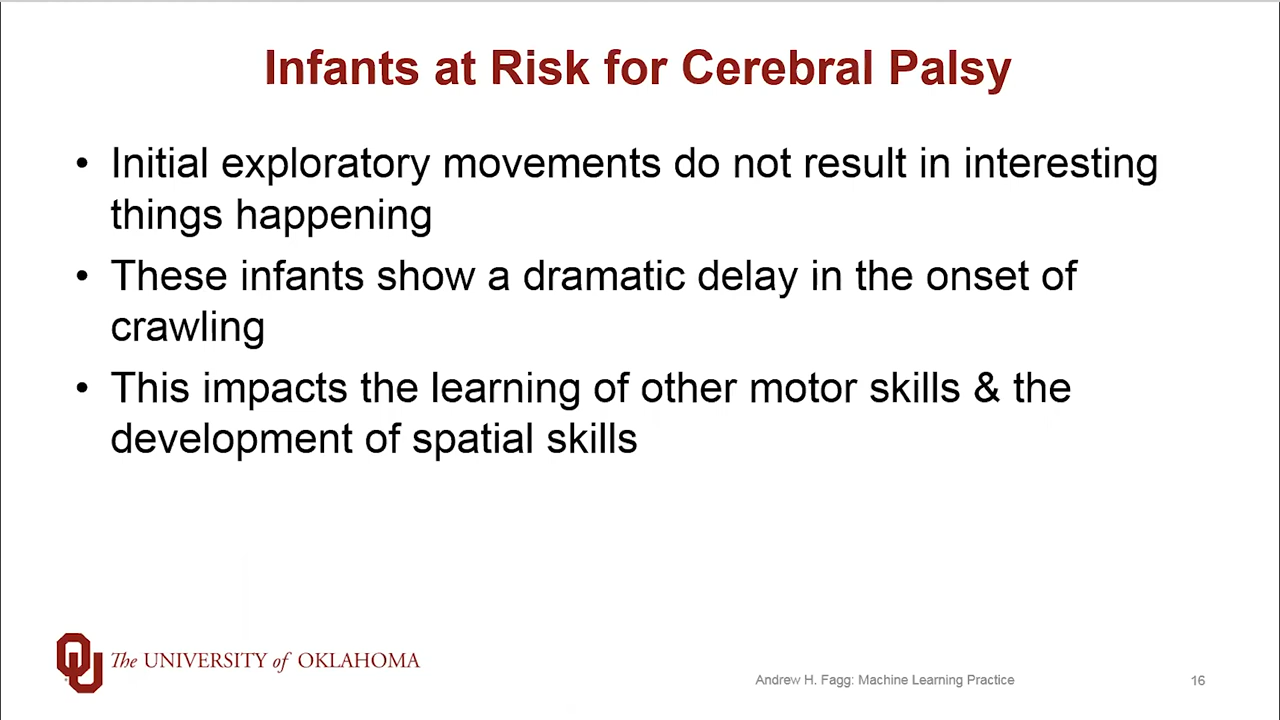 Infants at Risk for Cerebral Palsy
• Initial exploratory movements do not result in interesting
things happening
• These infants show a dramatic delay in the onset of
crawling
• This impacts the learning of other motor skills & the
development of spatial skills
The UNIVERSITY of OKLAHOMA
Andrew H. Fagg: Machine Learning Practice
16